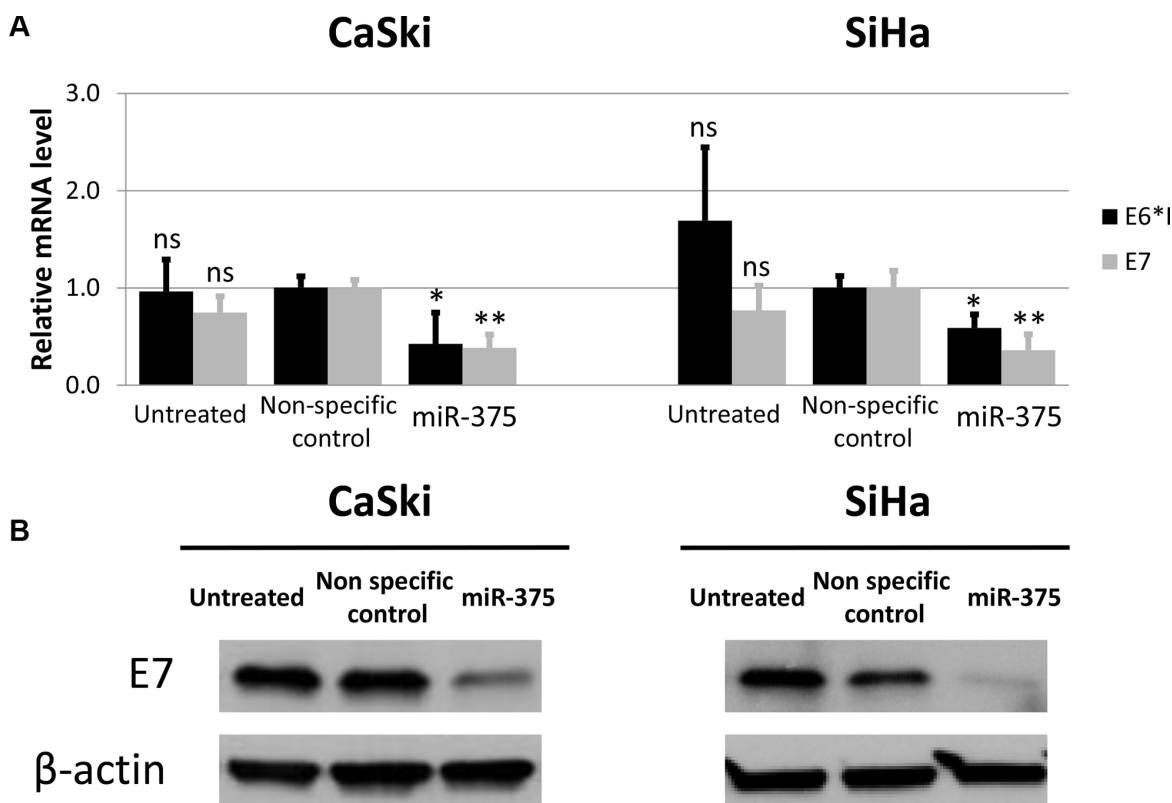 A
CaSki
SiHa
Relative mRNA level
3.0
2.0
1.0
0.0
ns
ns
*
**
ns
ns
*
**
E6*I
E7
Untreated
Non-specific
control
miR-375
Untreated
Non-specific
control
miR-375
B
CaSki
SiHa
Untreated
Non specific
control
miR-375
Untreated
Non specific
control
miR-375
E7
β-actin